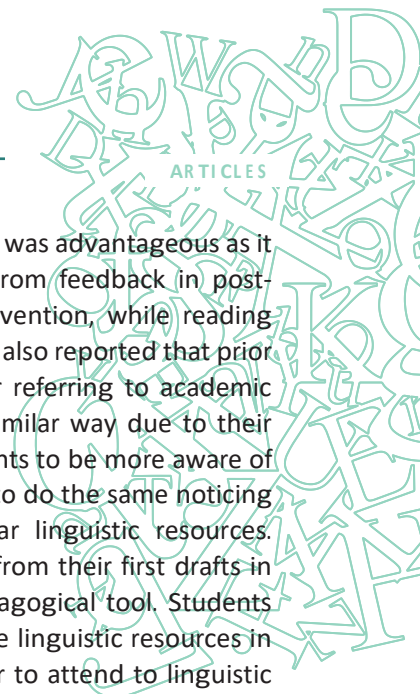 ARTICLES
was advantageous as it
rom feedback in post-
vention, while reading
also reported that prior
r referring to academic
milar way due to their
nts to be more aware of
to do the same noticing
ar linguistic resources.
from their first drafts in
dagogical tool. Students
e linguistic resources in
r to attend to linguistic